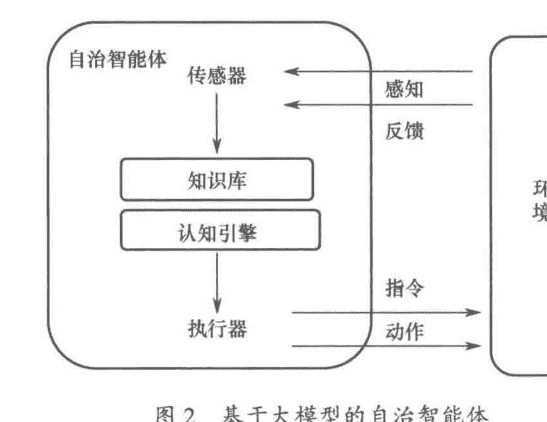 自治智能体
传感器
感知
反馈
知识库
认知引擎
环
境
指令
执行器
动作
图 2 基于大模型的自治智能体